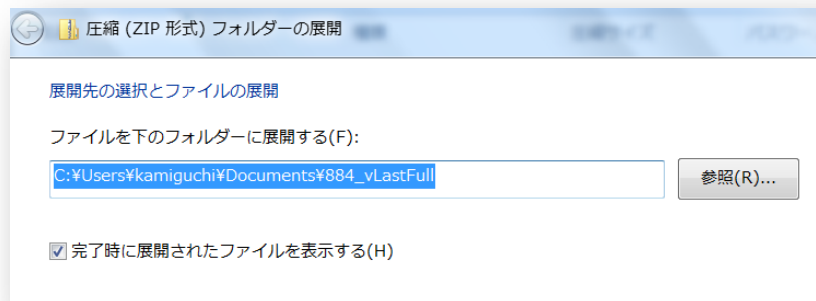 圧縮 (ZIP 形式) フォルダーの展開
展開先の選択とファイルの展開
ファイルを下のフォルダーに展開する(F):
C:¥Users¥kamiguchi¥Documents¥884_vLastFull
参照(R)...
完了時に展開されたファイルを表示する(H)